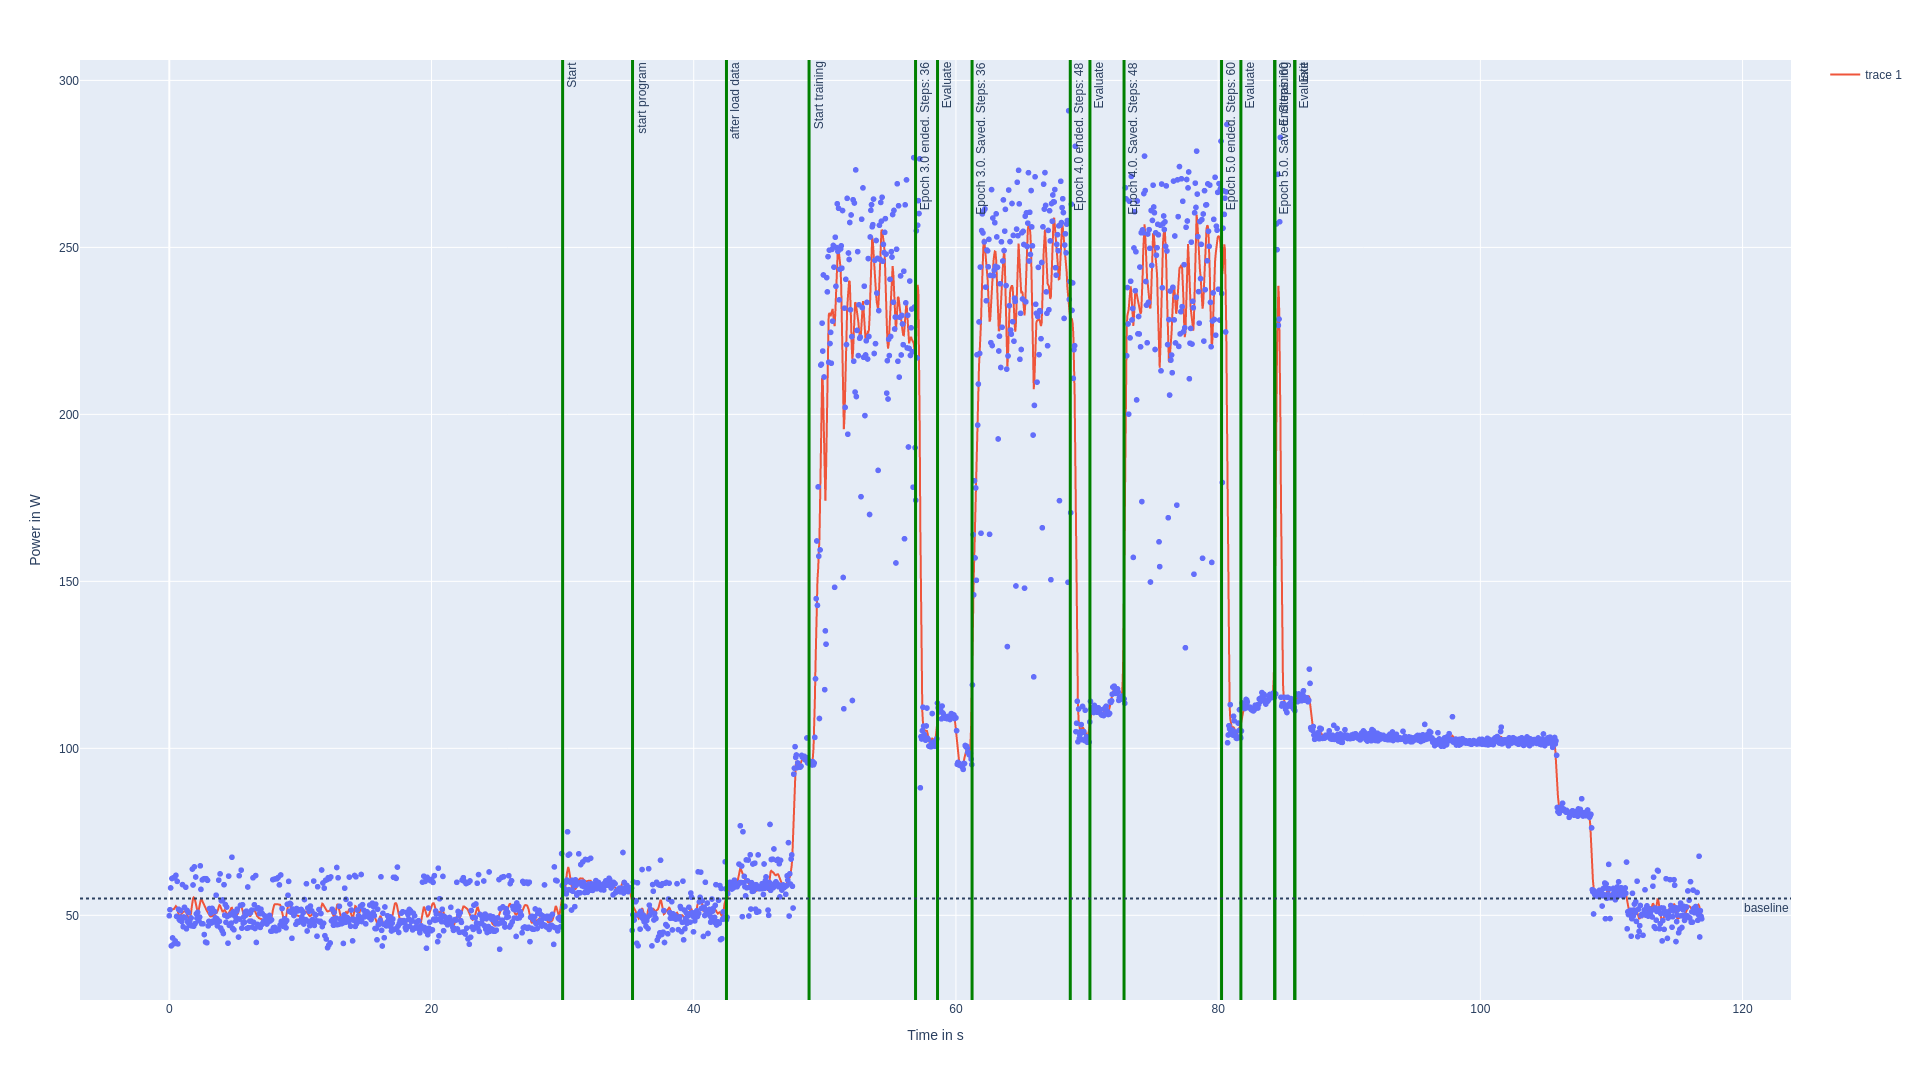 Start
start program
after load data
Start training
Epoch 3.0 ended. Steps: 36
Evaluate
Epoch 3.0. Saved. Steps: 36
Epoch 4.0 ended. Steps: 48
Evaluate
Epoch 4.0. Saved. Steps: 48
Epoch 5.0 ended. Steps: 60
Evaluate
Epoch 5.0. Saved. Steps: 60
Evaluate
trace 1
300
250
200
150
100
50
Power in W
baseline
0
20
40
60
80
100
120
Time in s